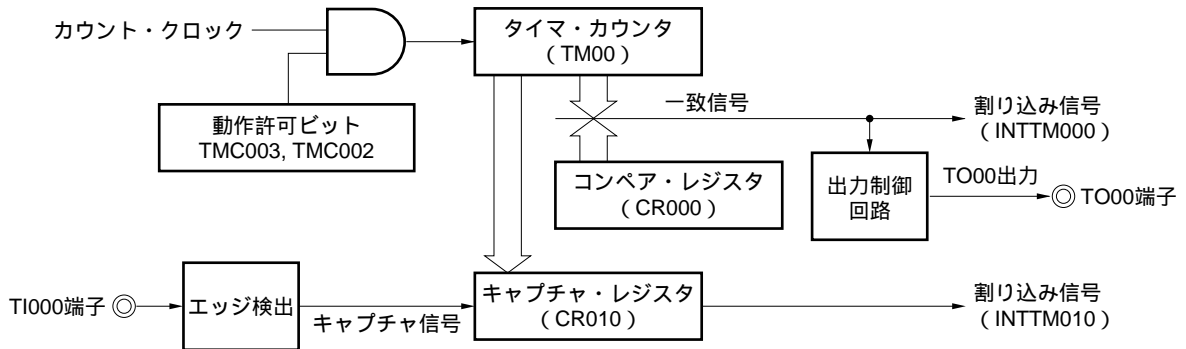 カウント・クロック
タイマ・カウンタ
（TM00）
動作許可ビット
TMC003, TMC002
一致信号
割り込み信号
（INTTM000）
コンペア・レジスタ
（CR000）
出力制御
回路
TO00出力
TO00端子
TI000端子
エッジ検出
キャプチャ信号
キャプチャ・レジスタ
（CR010）
割り込み信号
（INTTM010）